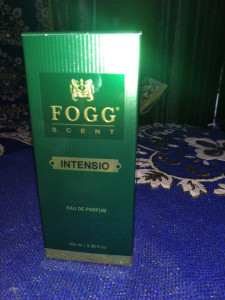 FOGG®
SCENT
INTENSIO
EAU DE PARFUM